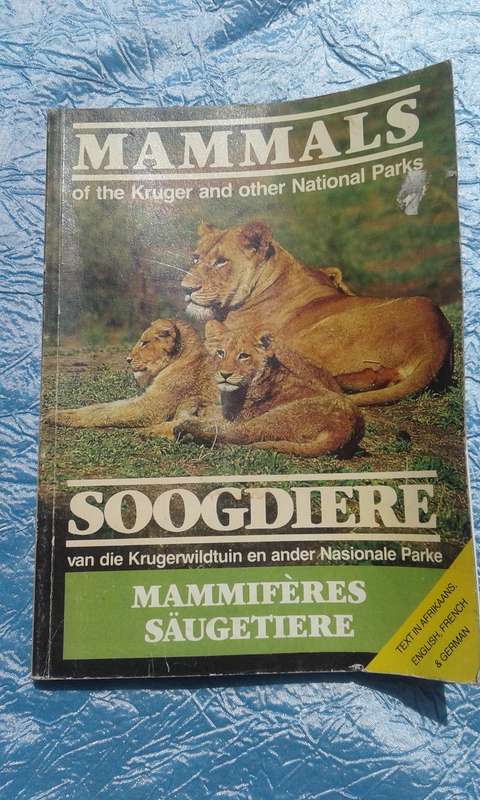 MAMMALS
of the Kruger and other National Parks
SOOGDIERE
van die Krugerwildtuin en ander Nasionale Parke
MAMMIFÈRES
SÄUGETIERE
TEXT IN AFRIKAANS,
ENGLISH, FRENCH
& GERMAN